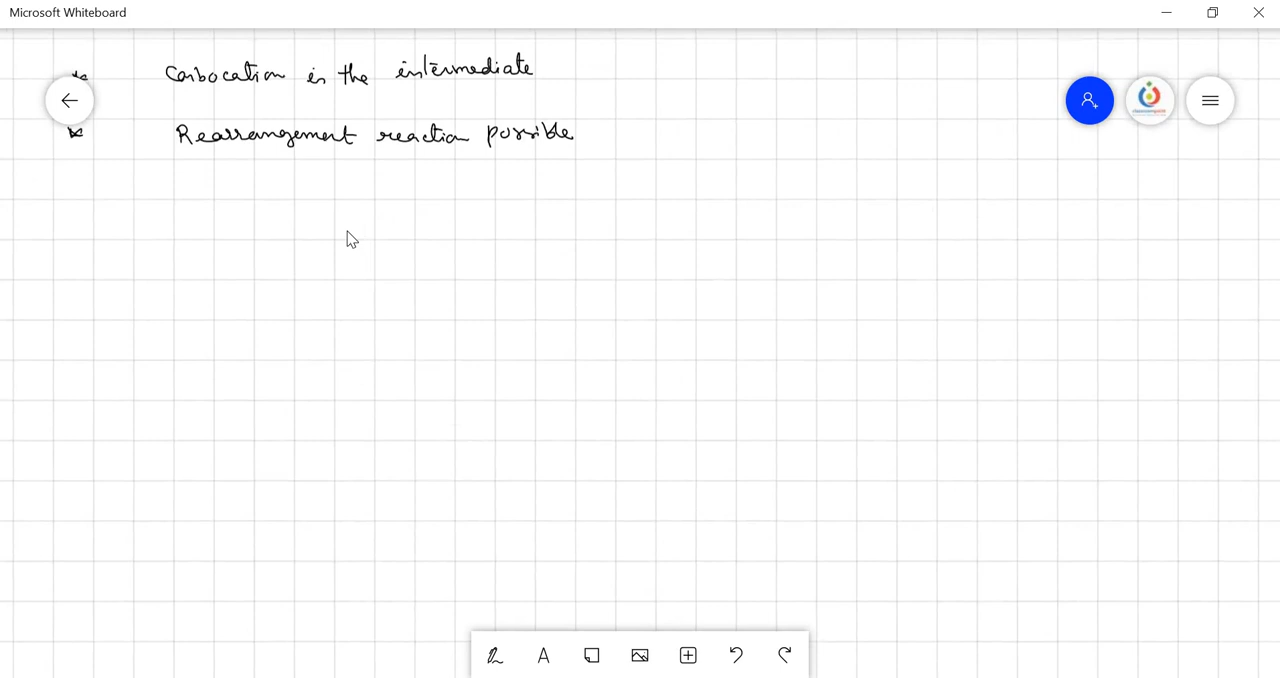 Microsoft Whiteboard
* Carbocation is the intermediate
* Rearrangement reaction possible